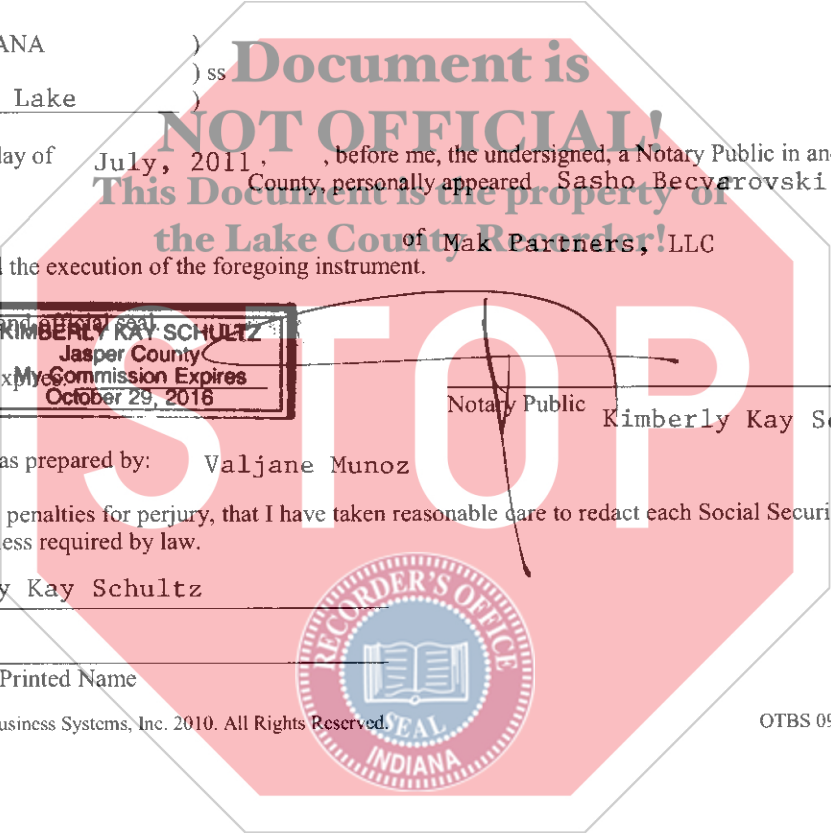 ANA )
) ss
Lake )
Document is
NOT OFFICIAL!
This Document is the property of
the Lake County Recorder!
STOP
day of July, 2011, , before me, the undersigned, a Notary Public in
County, personally appeared Sasho Becvarovski
of Mak Partners, LLC
the execution of the foregoing instrument.
and official seal.
KIMBERLY KAY SCHULTZ
Jasper County
My Commission Expires
October 29, 2016
Notary Public Kimberly Kay
as prepared by: Valjane Munoz
penalties for perjury, that I have taken reasonable care to redact each Social
less required by law.
y Kay Schultz
Printed Name
usiness Systems, Inc. 2010. All Rights Reserved.
OTBS 09
RECORDER'S OFFICE
SEAL
INDIANA